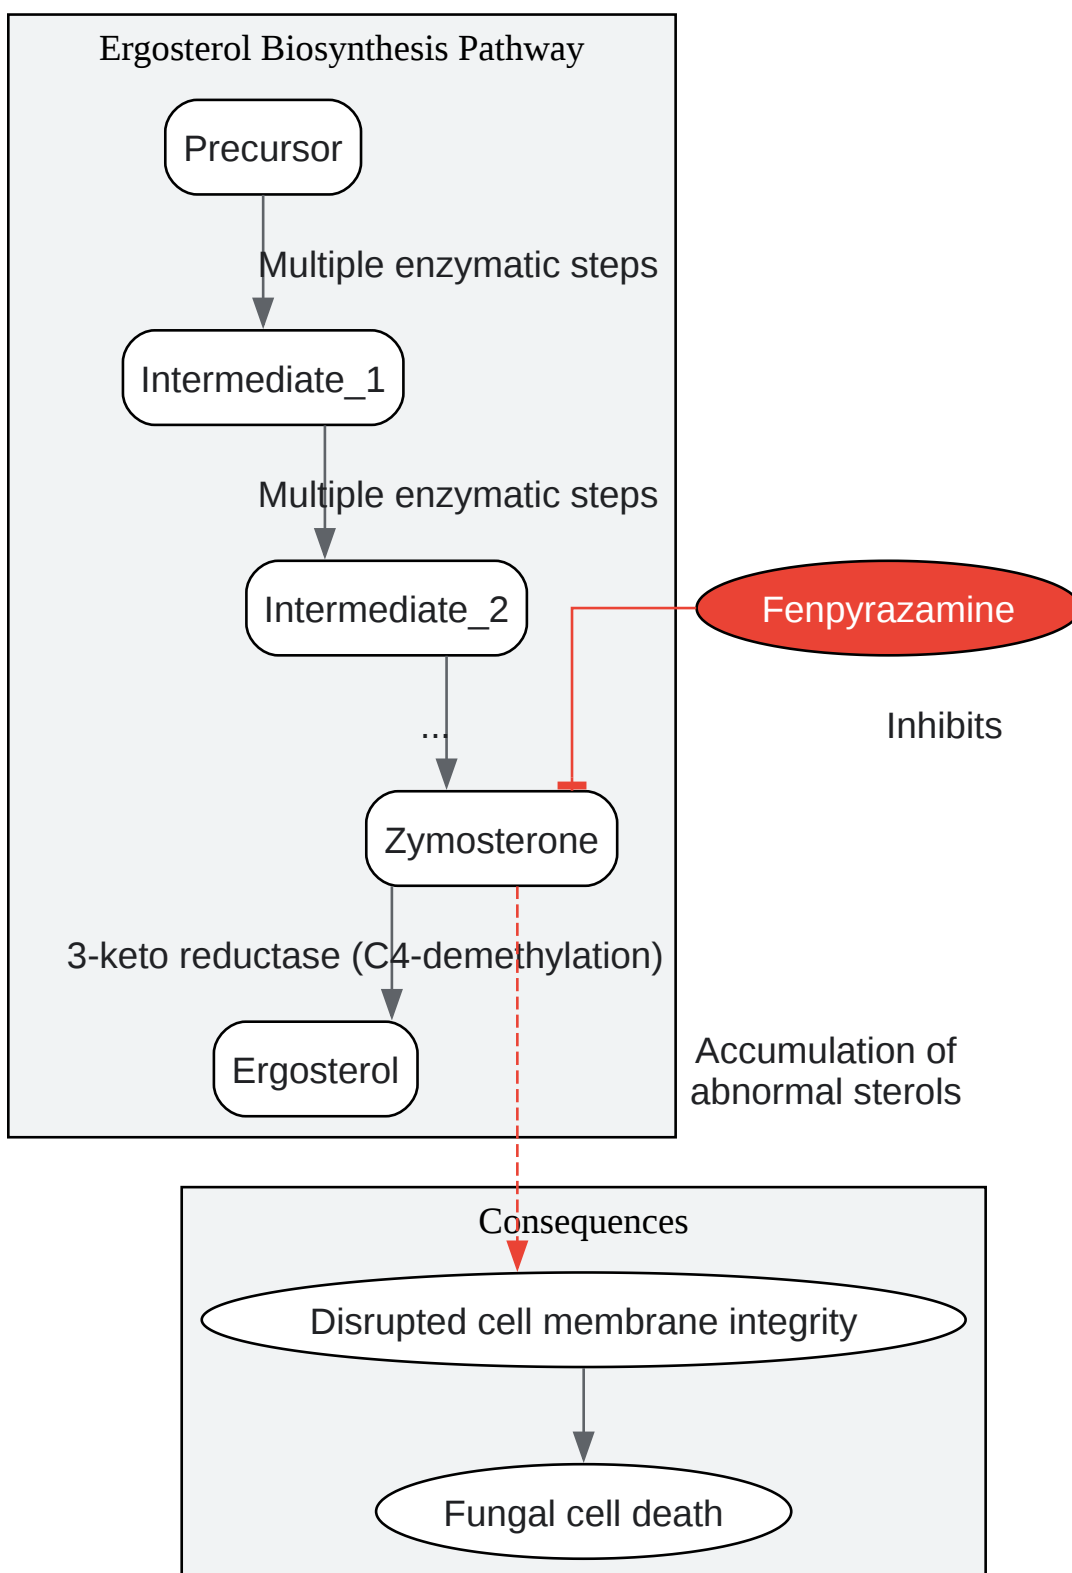 Ergosterol Biosynthesis Pathway
Precursor
Multiple enzymatic steps
Intermediate_1
Multiple enzymatic steps
Intermediate_2
Fenpyrazamine
Inhibits
...
Zymosterone
3-keto reductase (C4-demethylation)
Ergosterol
Accumulation of
abnormal sterols
Consequences
Disrupted cell membrane integrity
Fungal cell death